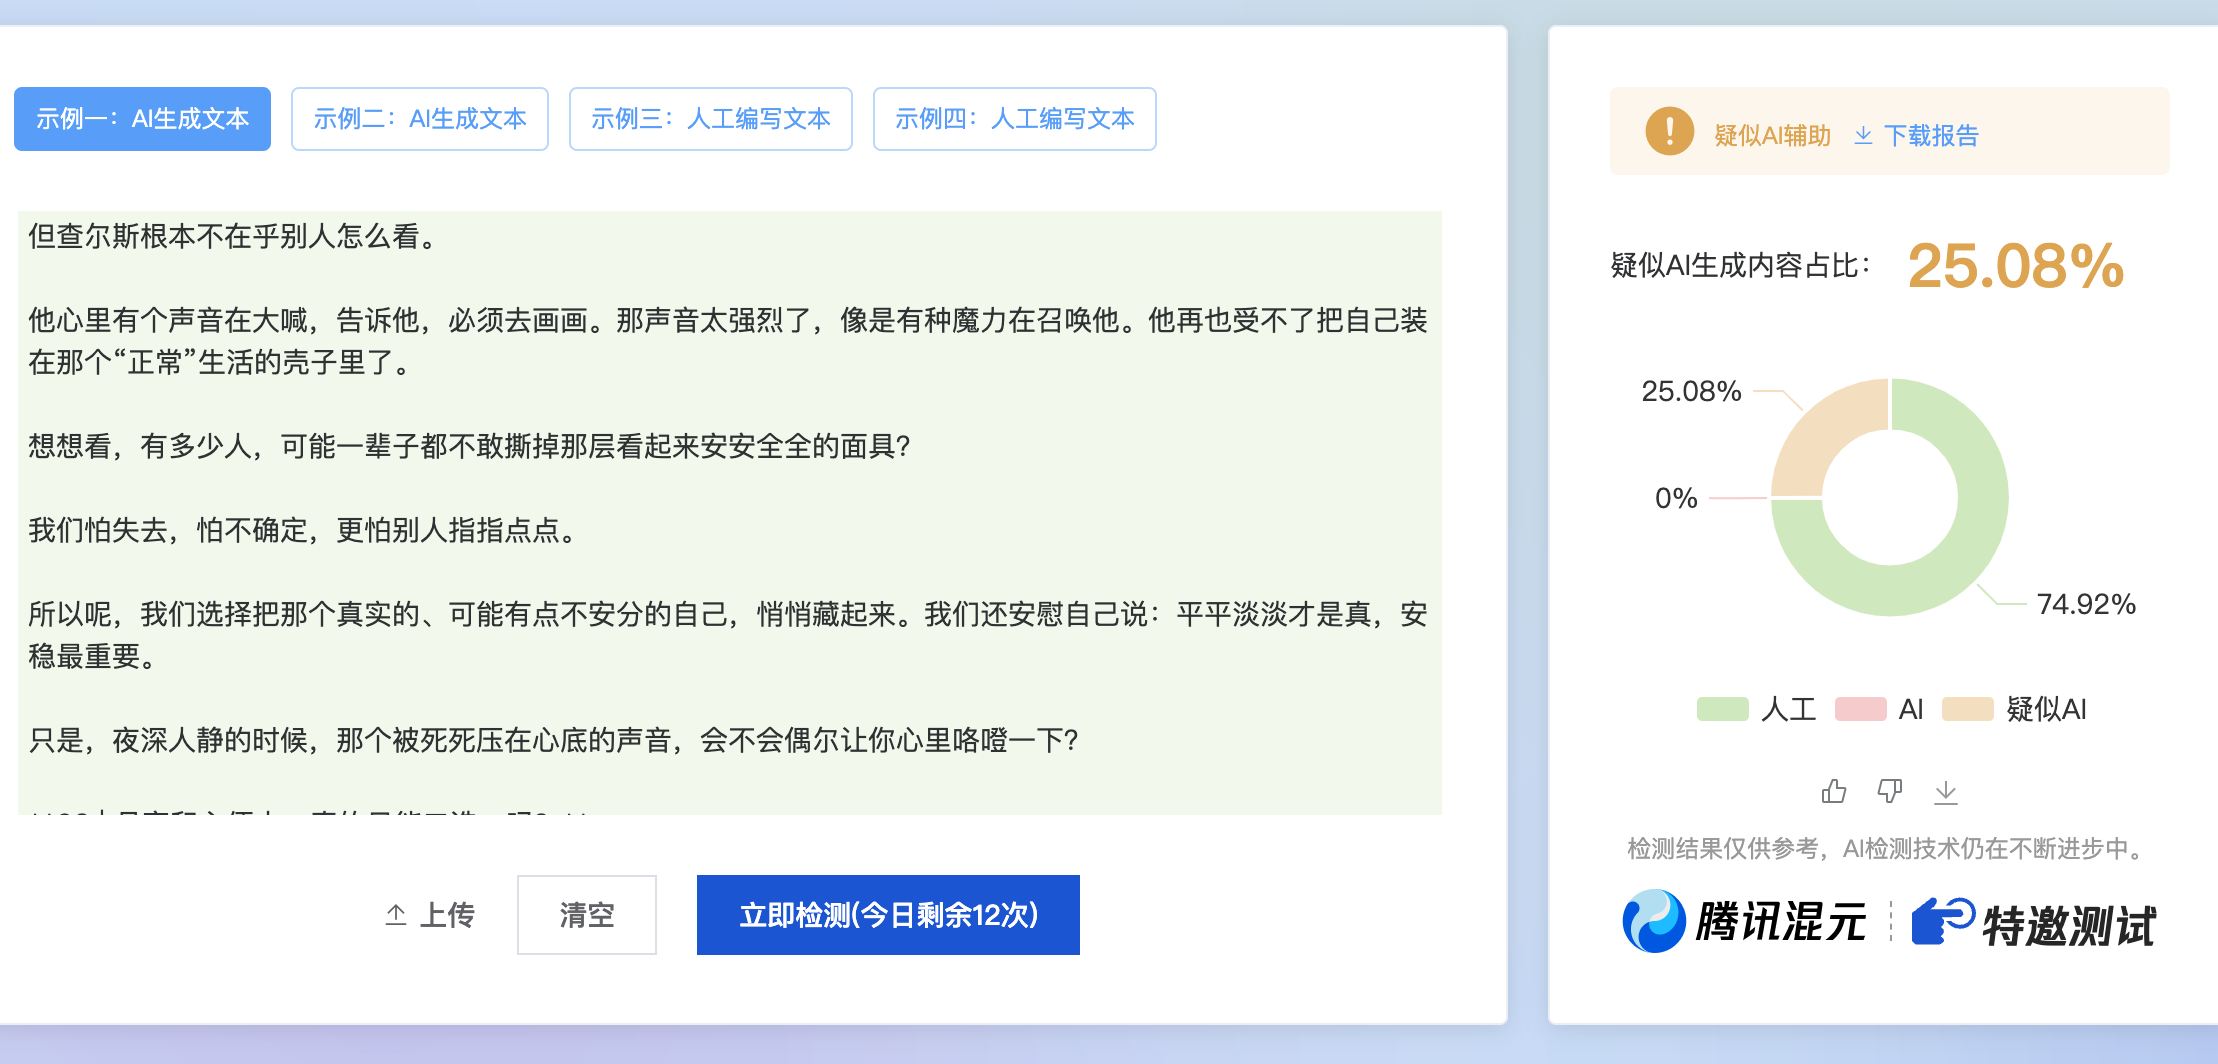 示例一：AI生成文本
示例二：AI生成文本
示例三：人工编写文本
示例四：人工编写文本
但查尔斯根本不在乎别人怎么看。
他心里有个声音在大喊，告诉他，必须去画画。那声音太强烈了，像是有种魔力在召唤他。他再也受不了把自己装
在那个“正常”生活的壳子里了。
想想看，有多少人，可能一辈子都不敢撕掉那层看起来安安全全的面具？
我们怕失去，怕不确定，更怕别人指指点点。
所以呢，我们选择把那个真实的、可能有点不安分的自己，悄悄藏起来。我们还安慰自己说：平平淡淡才是真，安
稳最重要。
只是，夜深人静的时候，那个被死死压在心底的声音，会不会偶尔让你心里咯噔一下？
上传
清空
立即检测(今日剩余12次)
疑似AI辅助
下载报告
疑似AI生成内容占比：
25.08%
25.08%
0%
74.92%
人工
AI
疑似AI
检测结果仅供参考，AI检测技术仍在不断进步中。
腾讯混元
特邀测试